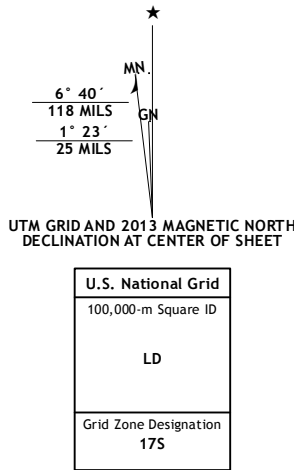 ★
MN.
GN
6° 40´
118 MILS
1° 23´
25 MILS
UTM GRID AND 2013 MAGNETIC NORTH
DECLINATION AT CENTER OF SHEET
U.S. National Grid
100,000-m Square ID
LD
Grid Zone Designation
17S